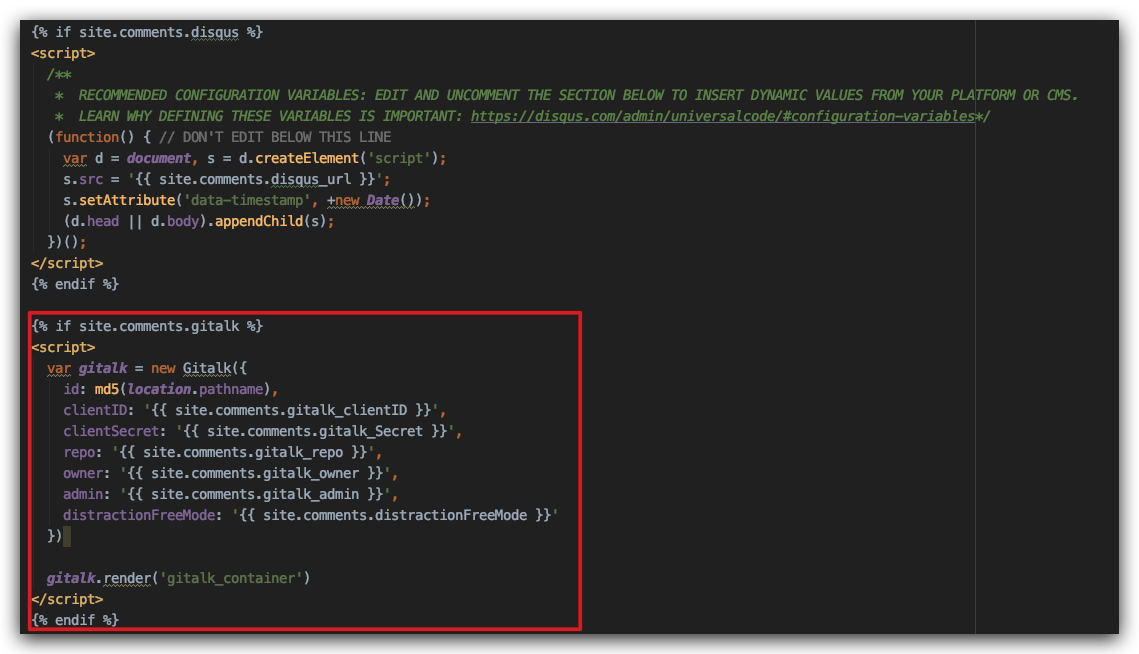 {% if site.comments.disqus %}
<script>
/**
* RECOMMENDED CONFIGURATION VARIABLES: EDIT AND UNCOMMENT THE SECTION BELOW TO INSERT DYNAMIC VALUES FROM YOUR PLATFORM OR CMS.
* LEARN WHY DEFINING THESE VARIABLES IS IMPORTANT: https://disqus.com/admin/universalcode/#configuration-variables*/
(function() { // DON'T EDIT BELOW THIS LINE
var d = document, s = d.createElement('script');
s.src = '{{ site.comments.disqus_url }}';
s.setAttribute('data-timestamp', +new Date());
(d.head || d.body).appendChild(s);
})();
</script>
{% endif %}
{% if site.comments.gitalk %}
<script>
var gitalk = new Gitalk({
id: md5(location.pathname),
clientID: '{{ site.comments.gitalk_clientID }}',
clientSecret: '{{ site.comments.gitalk_Secret }}',
repo: '{{ site.comments.gitalk_repo }}',
owner: '{{ site.comments.gitalk_owner }}',
admin: '{{ site.comments.gitalk_admin }}',
distractionFreeMode: '{{ site.comments.distractionFreeMode }}'
})
gitalk.render('gitalk_container')
</script>
{% endif %}